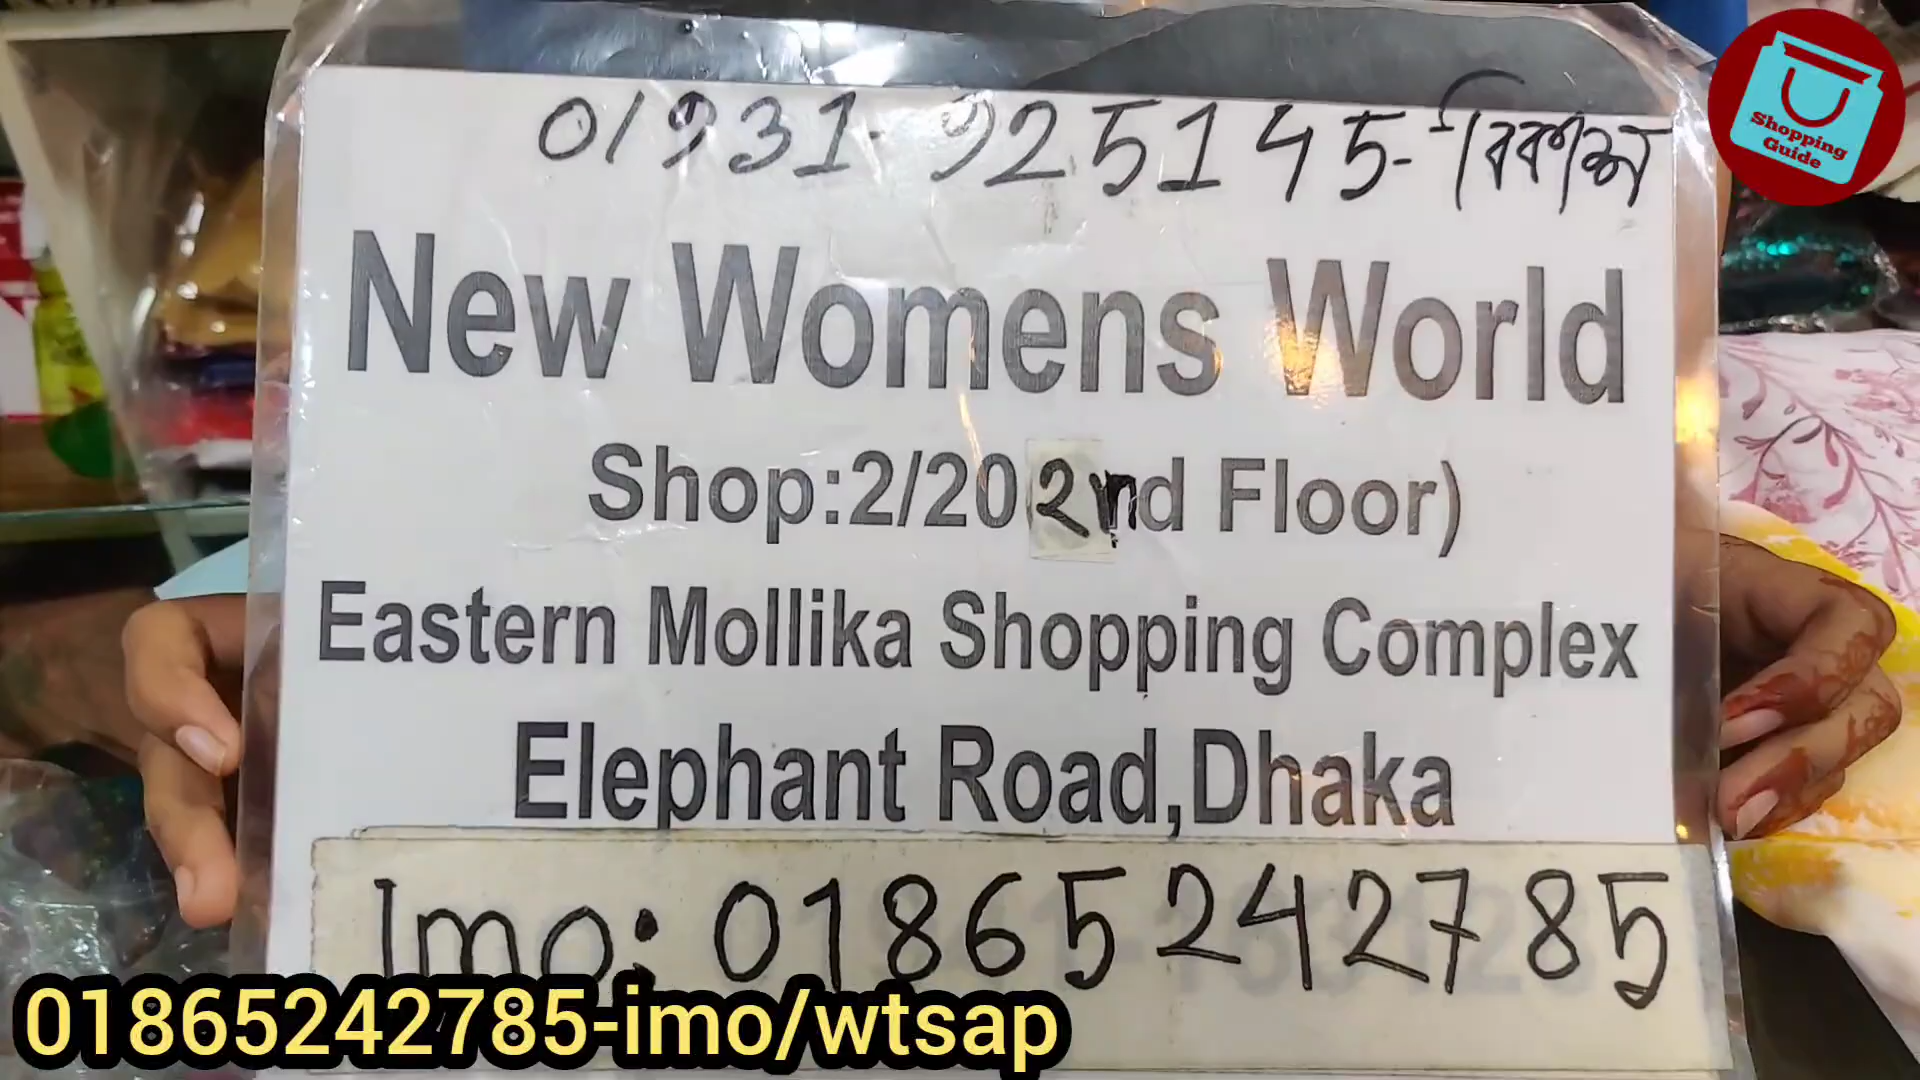 01931-925145-বিকাশ
Shopping
Guide
New Womens World
Shop:2/202nd Floor)
Eastern Mollika Shopping Complex
Elephant Road,Dhaka
Imo: 01865242785
01865242785-imo/wtsap